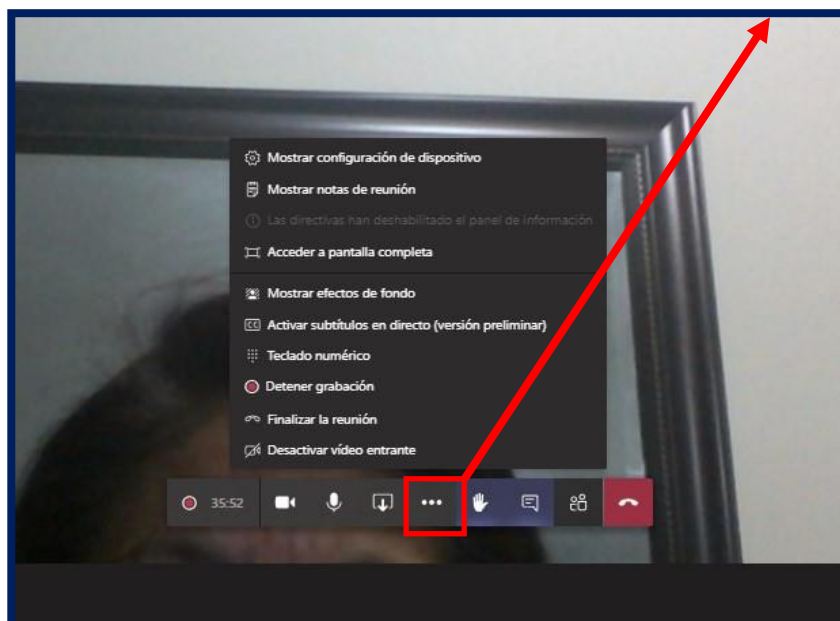 Mostrar configuración de dispositivo
Mostrar notas de reunión
Las directivas han deshabilitado el panel de información
Acceder a pantalla completa
Mostrar efectos de fondo
CC Activar subtítulos en directo (versión preliminar)
Teclado numérico
Detener grabación
Finalizar la reunión
Desactivar vídeo entrante
35:52